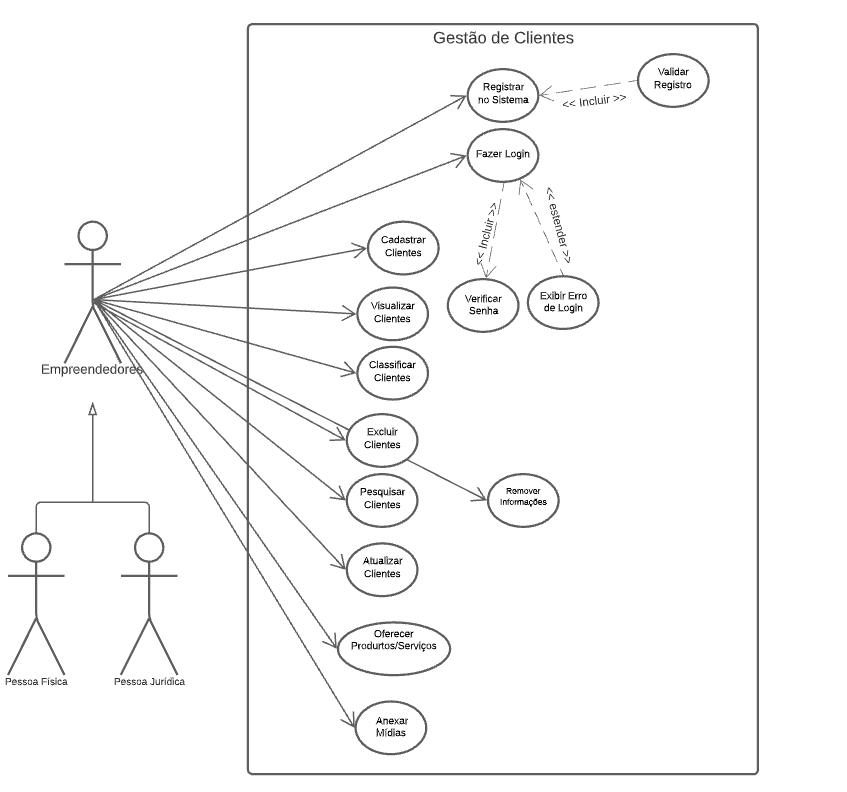 Gestão de Clientes
Validar
Registro
Registrar
no Sistema
<< Incluir >>
Fazer Login
<< Incluir >>
<< estender >>
Cadastrar
Clientes
Verificar
Senha
Exibir Erro
de Login
Visualizar
Clientes
Classificar
Clientes
Empreendedores
Excluir
Clientes
Pesquisar
Clientes
Remover
Informações
Atualizar
Clientes
Oferecer
Produrtos/Serviços
Pessoa Física
Pessoa Jurídica
Anexar
Mídias